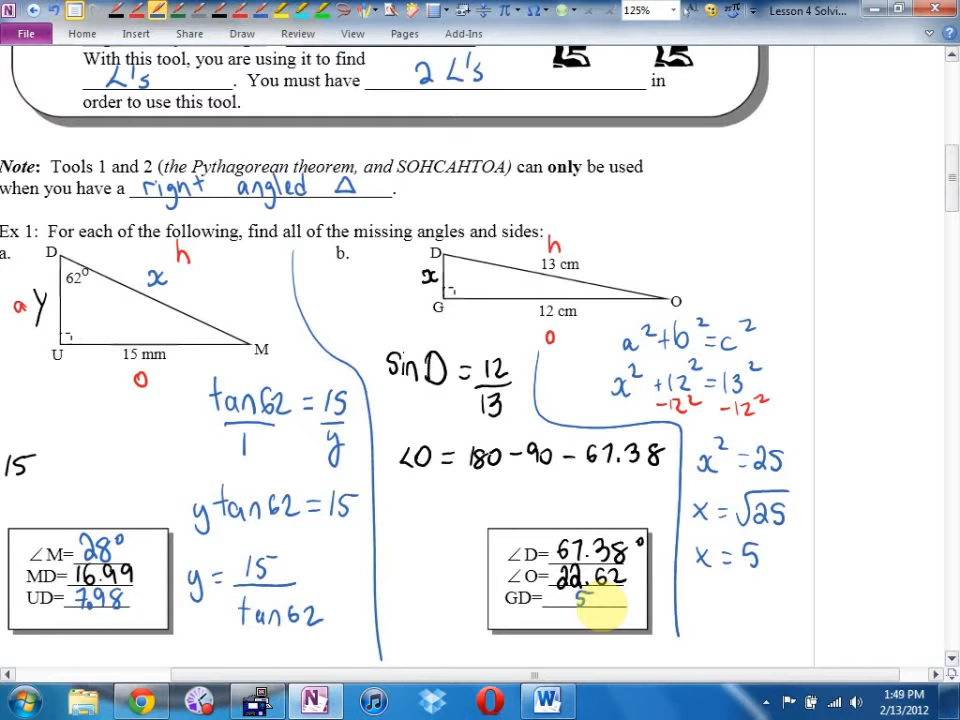 125%
Lesson 4 Solvi...
File Home Insert Share Draw Review View Pages Add-Ins
With this tool, you are using it to find
∠'s. You must have 2 ∠'s in
order to use this tool.
Note: Tools 1 and 2 (the Pythagorean theorem, and SOHCAHTOA) can only be used
when you have a right angled Δ.
Ex 1: For each of the following, find all of the missing angles and sides:
a.
D
h
62°
x
a
y
U
15 mm
M
o
tan62/1 = 15/y
15
y tan62 = 15
y = 15/tan62
∠M= 28°
MD= 16.99
UD= 7.98
b.
h
D
13 cm
x
G
12 cm
O
o
sin D = 12/13
∠O = 180 - 90 - 67.38
a² + b² = c²
x² + 12² = 13²
-12² -12²
x² = 25
x = √25
x = 5
∠D= 67.38°
∠O= 22.62
GD= 5
1:49 PM
2/13/2012